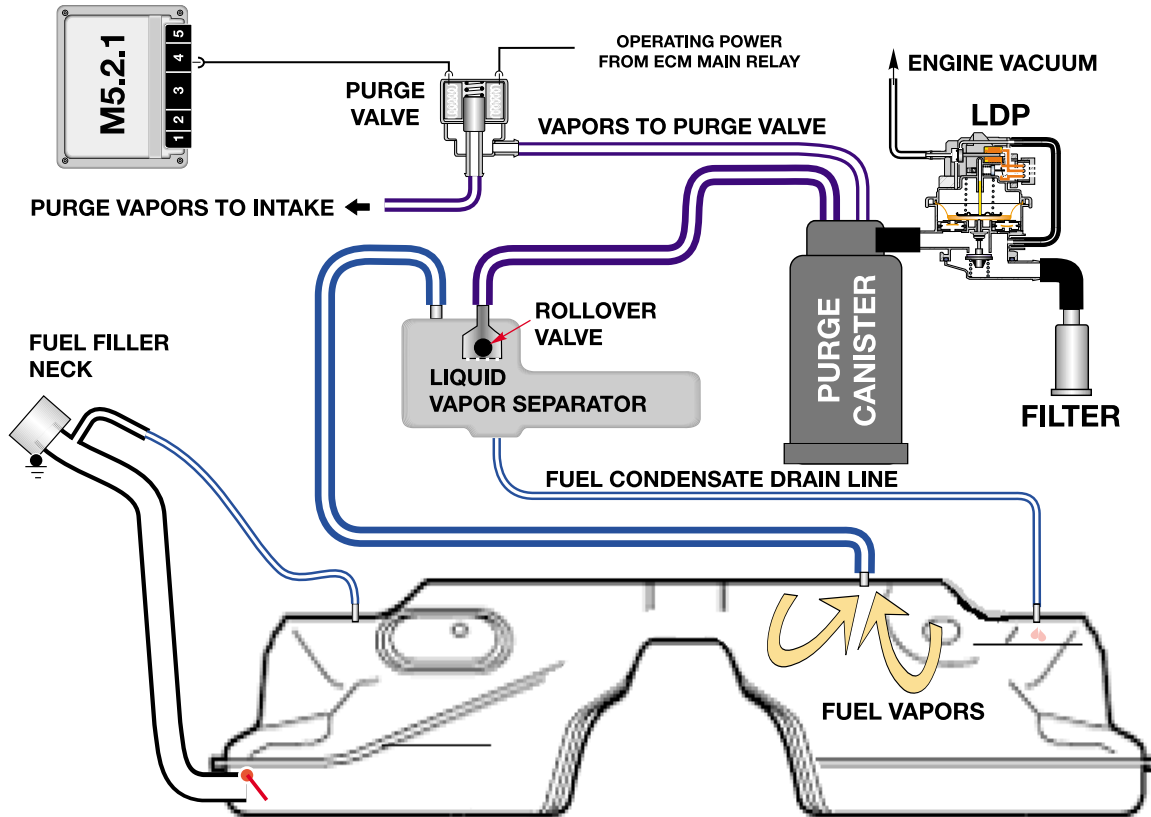 M5.2.1
5
4
3
2
1
OPERATING POWER
FROM ECM MAIN RELAY
PURGE
VALVE
ENGINE VACUUM
LDP
VAPORS TO PURGE VALVE
PURGE VAPORS TO INTAKE
PURGE
CANISTER
ROLLOVER
VALVE
FUEL FILLER
NECK
LIQUID
VAPOR SEPARATOR
FILTER
FUEL CONDENSATE DRAIN LINE
FUEL VAPORS